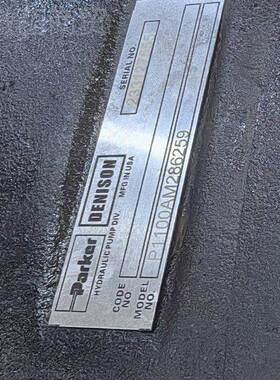 Parker
DENISON
HYDRAULIC PUMP DIV.
MFG IN USA
SERIAL NO.
CODE NO
MODEL NO.
P1100AM286259